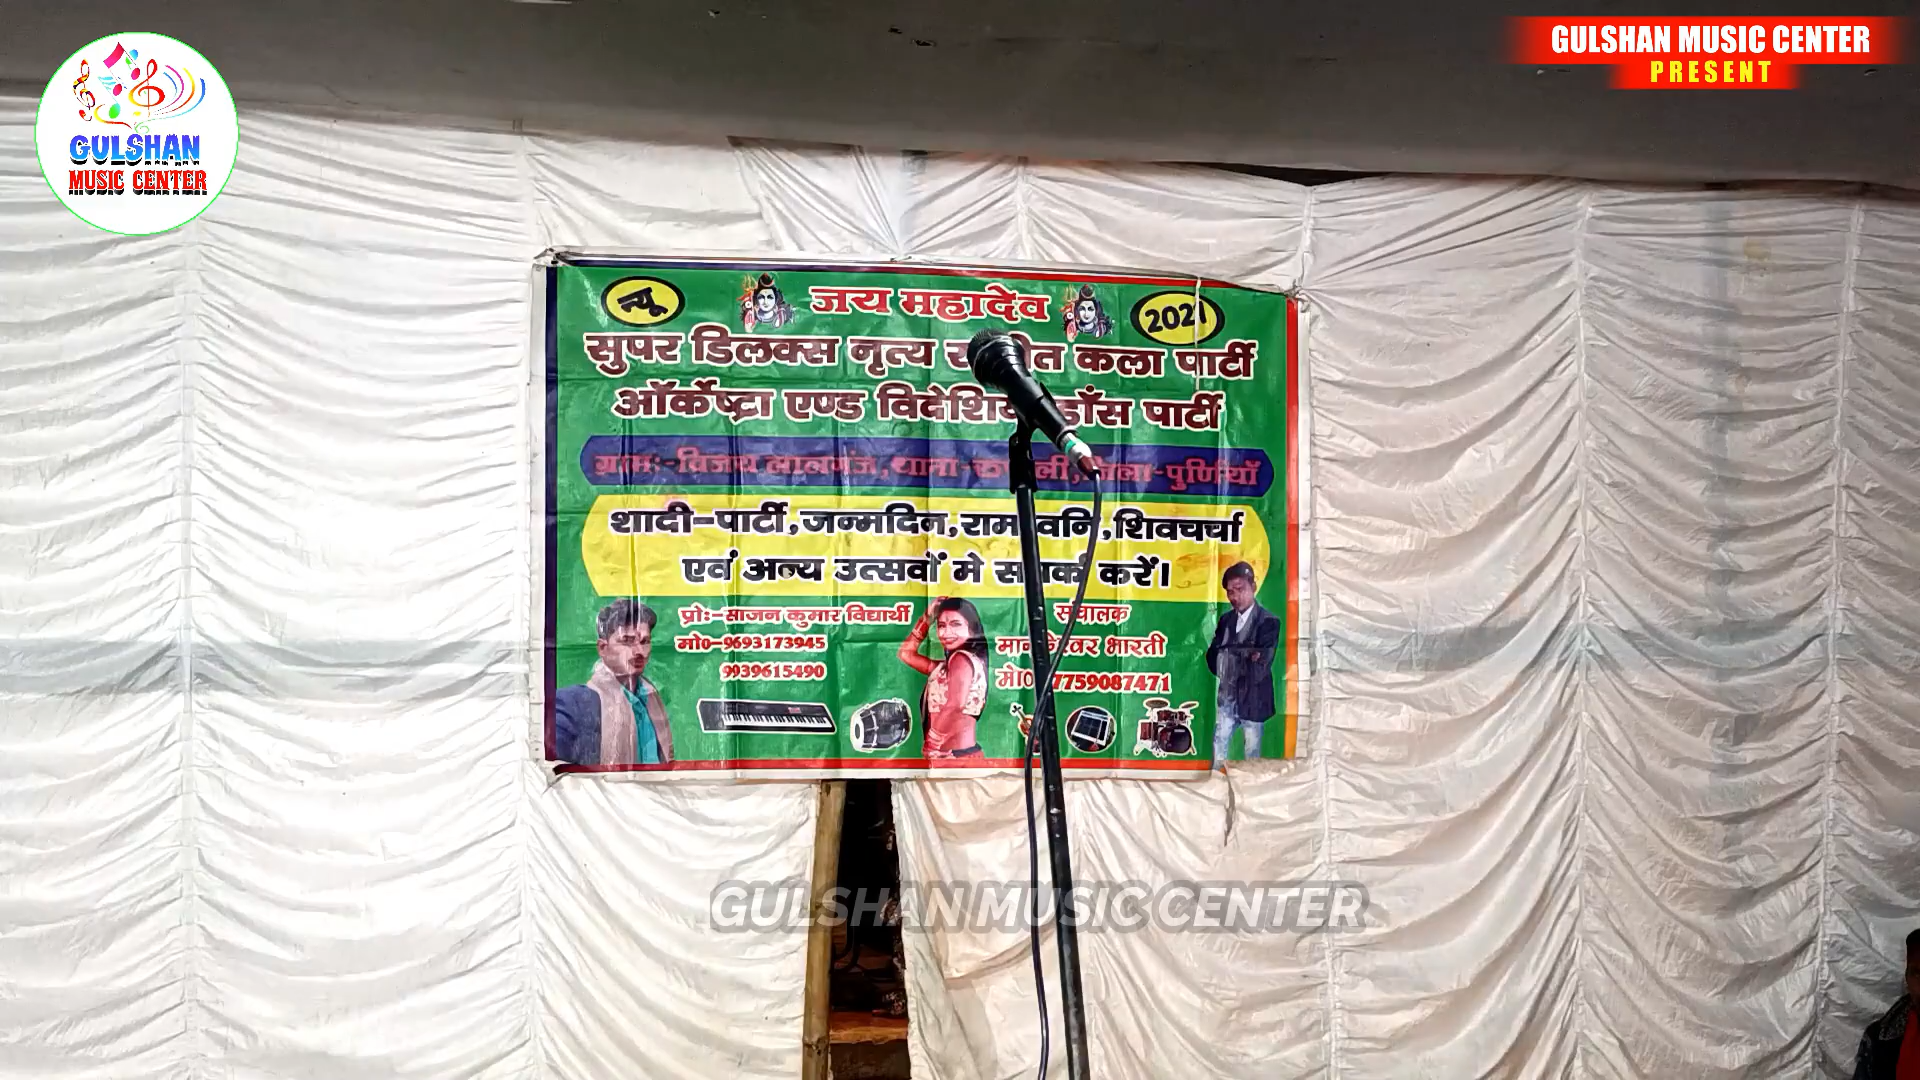 GULSHAN
MUSIC CENTER
GULSHAN MUSIC CENTER
PRESENT
न्यू
जय महादेव
2021
सुपर डिलक्स नृत्य कला पार्टी
ऑर्केष्ट्रा एण्ड डाँस पार्टी
ग्राम:-विजय लालगंज,थाना- जिला-पुर्णियाँ
शादी-पार्टी,जन्मदिन, शिवचर्चा
एवं अन्य उत्सवों मे करें।
प्रो:-साजन कुमार विद्यार्थी
मो0-9693173945
9939615490
संचालक
भारती
मो0 7759087471
GULSHAN MUSIC CENTER